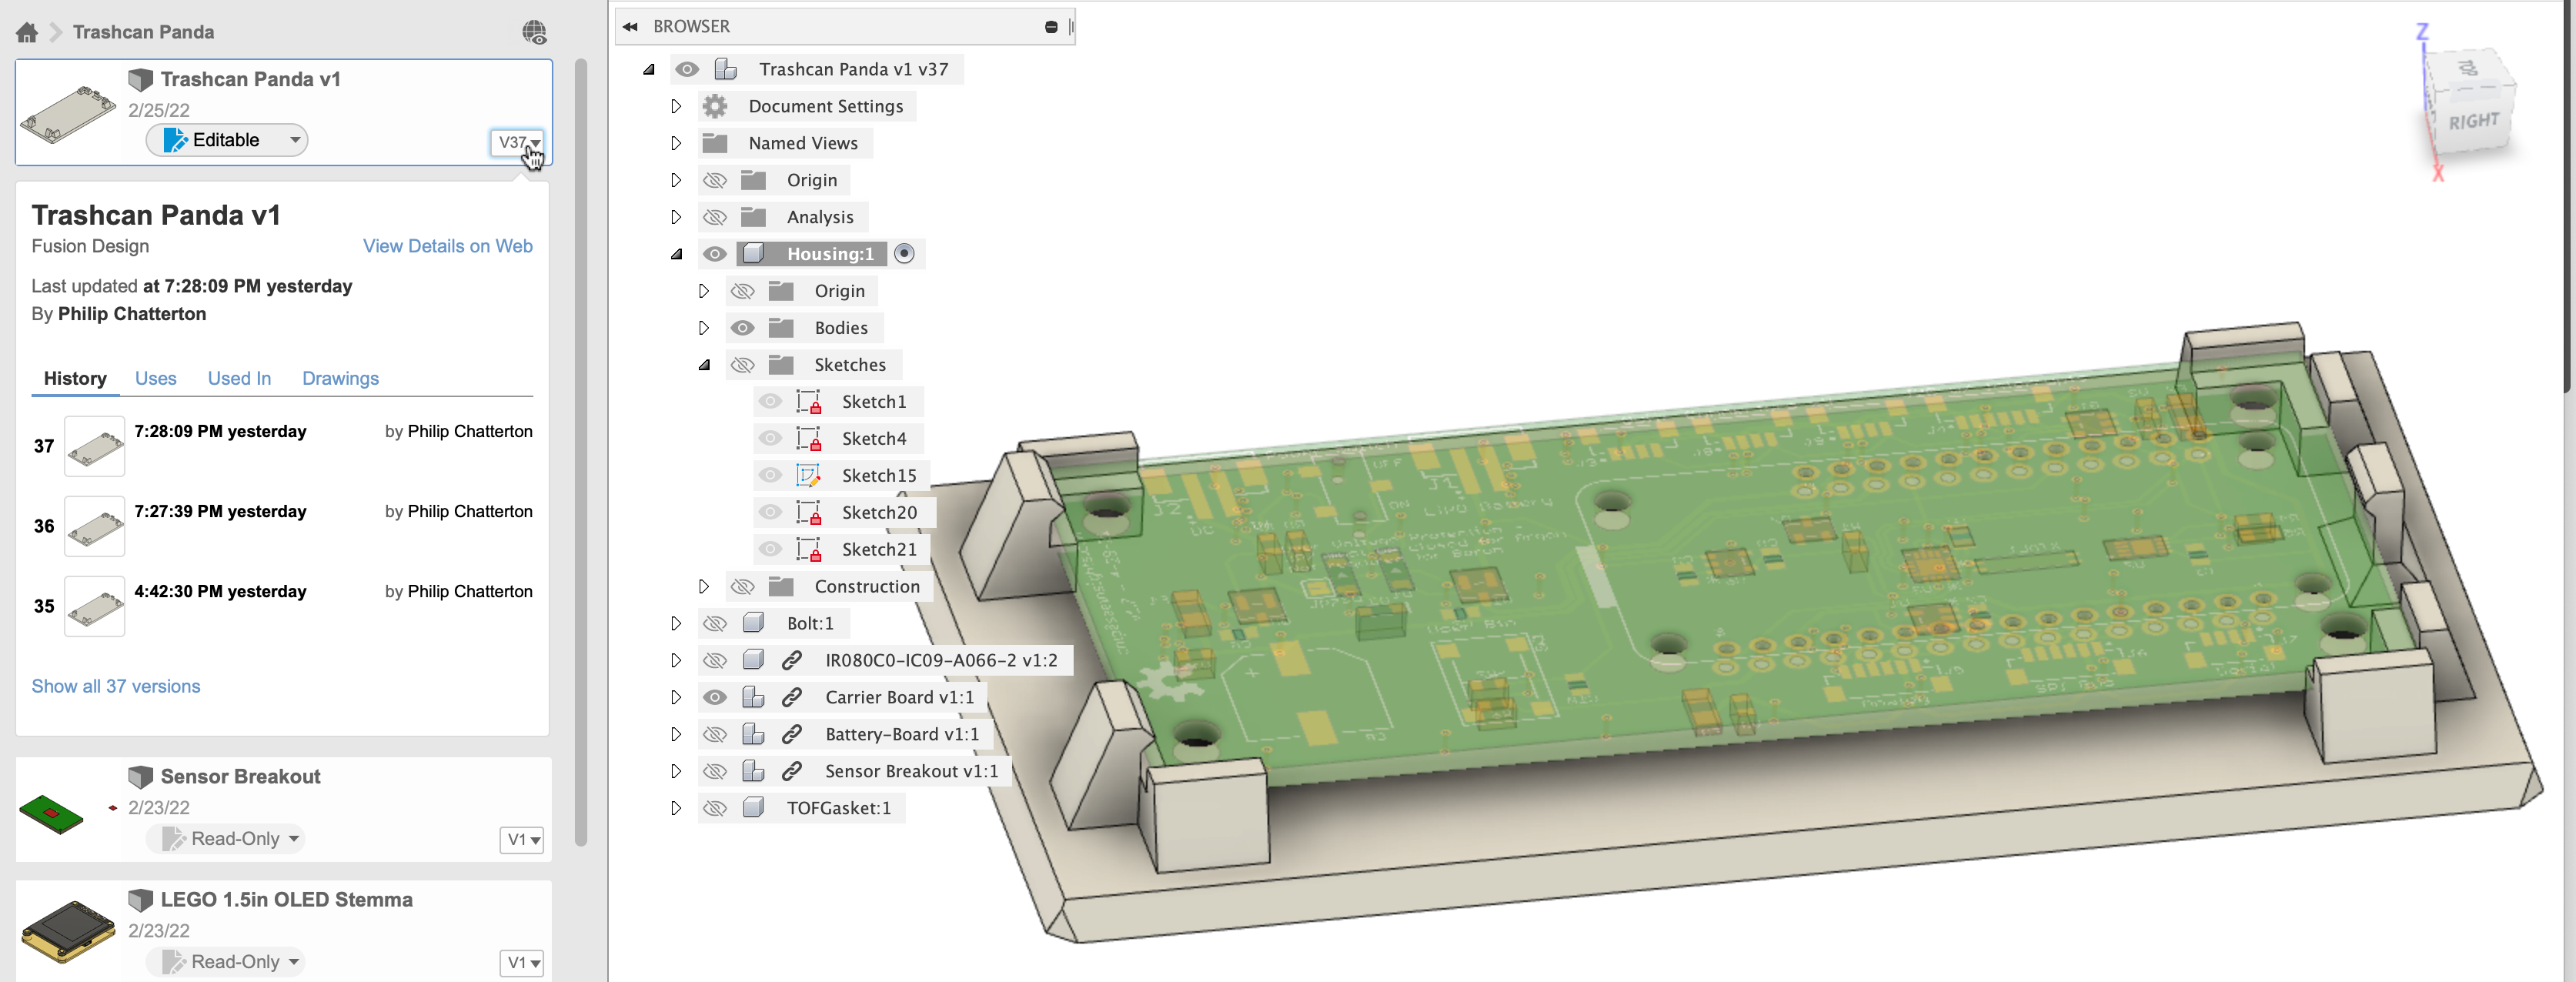 Trashcan Panda
Trashcan Panda v1
2/25/22
Editable
V37
Trashcan Panda v1
Fusion Design
View Details on Web
Last updated at 7:28:09 PM yesterday
By Philip Chatterton
History Uses Used In Drawings
37 7:28:09 PM yesterday by Philip Chatterton
36 7:27:39 PM yesterday by Philip Chatterton
35 4:42:30 PM yesterday by Philip Chatterton
Show all 37 versions
Sensor Breakout
2/23/22
Read-Only
V1
LEGO 1.5in OLED Stemma
2/23/22
Read-Only
V1
BROWSER
Trashcan Panda v1 v37
Document Settings
Named Views
Origin
Analysis
Housing:1
Origin
Bodies
Sketches
Sketch1
Sketch4
Sketch15
Sketch20
Sketch21
Construction
Bolt:1
IR080C0-IC09-A066-2 v1:2
Carrier Board v1:1
Battery-Board v1:1
Sensor Breakout v1:1
TOFGasket:1
Z
TOP
RIGHT
X